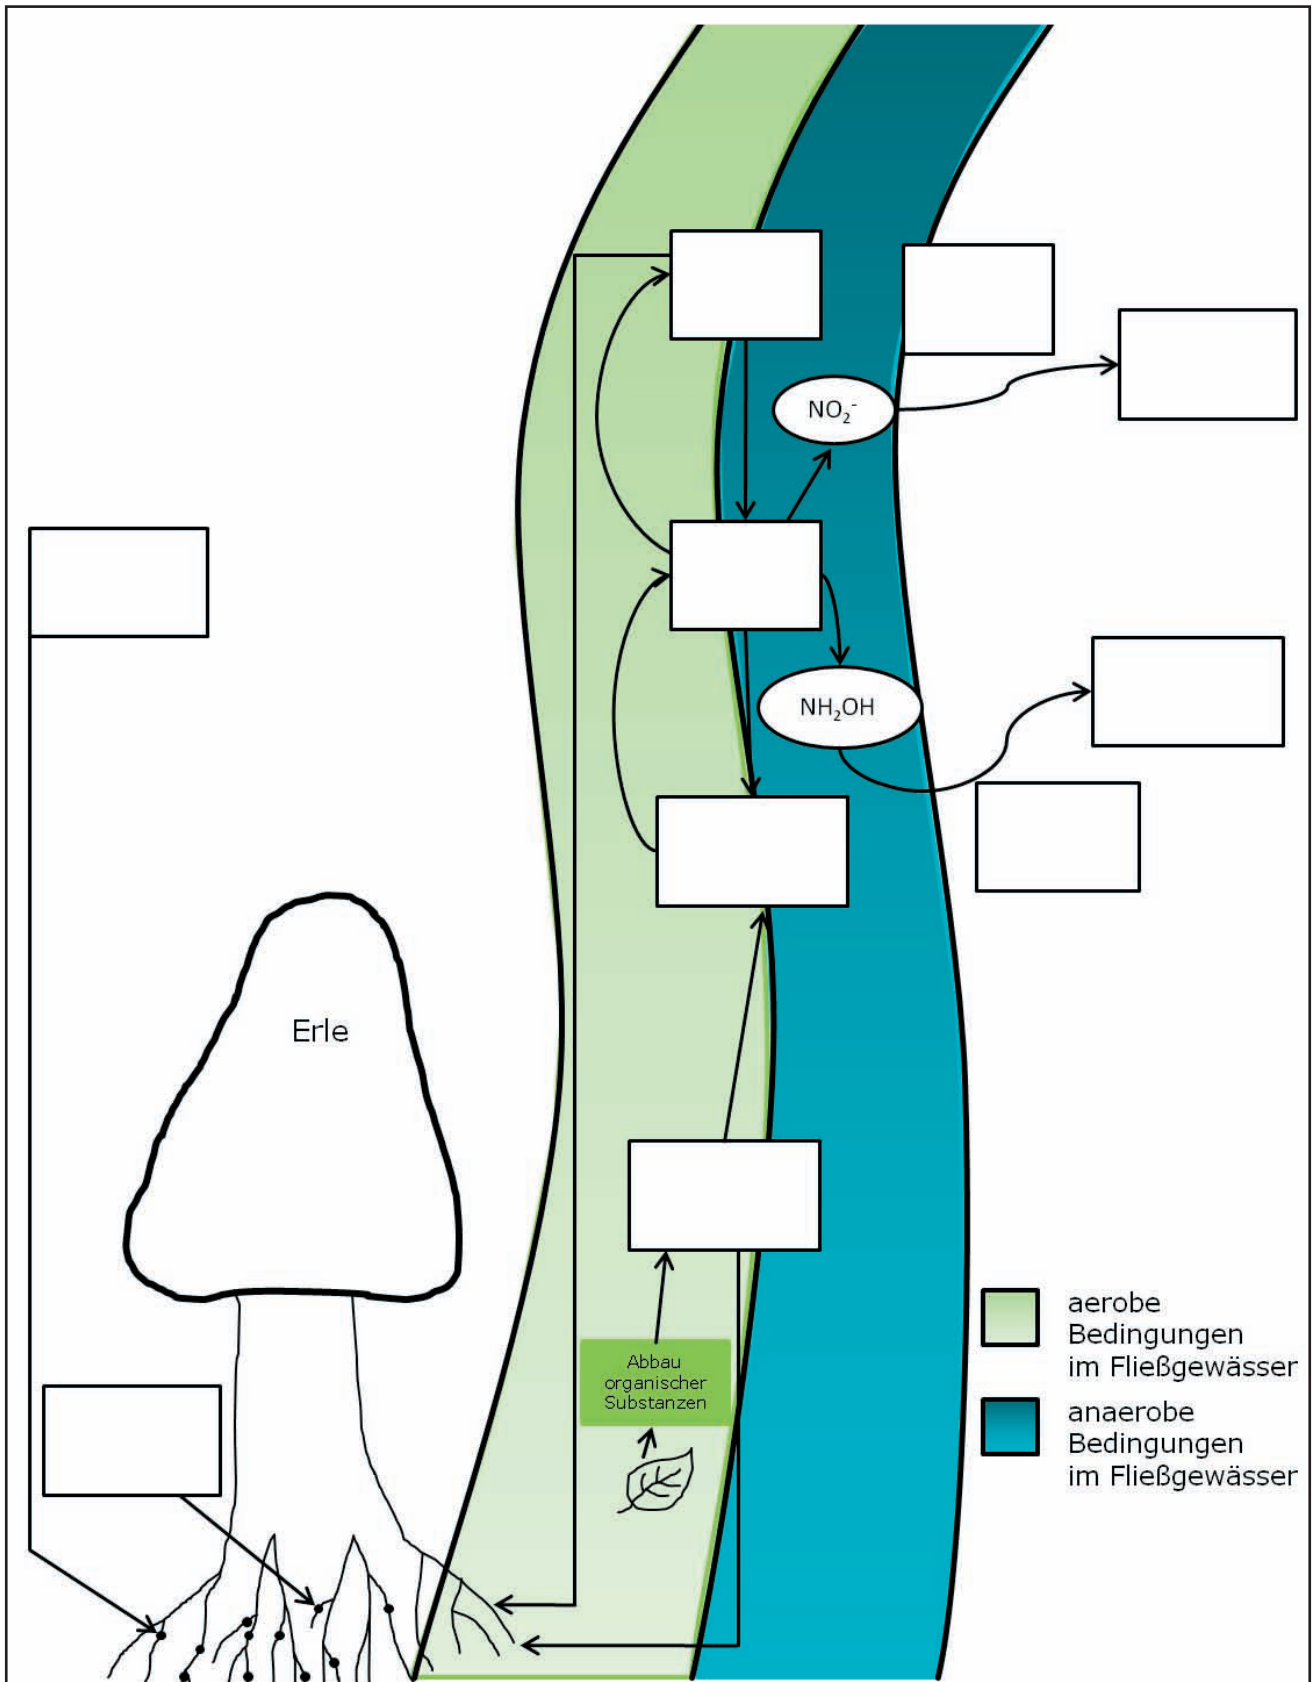 NO₂⁻
NH₂OH
Erle
Abbau
organischer
Substanzen
aerobe
Bedingungen
im Fließgewässer
anaerobe
Bedingungen
im Fließgewässer